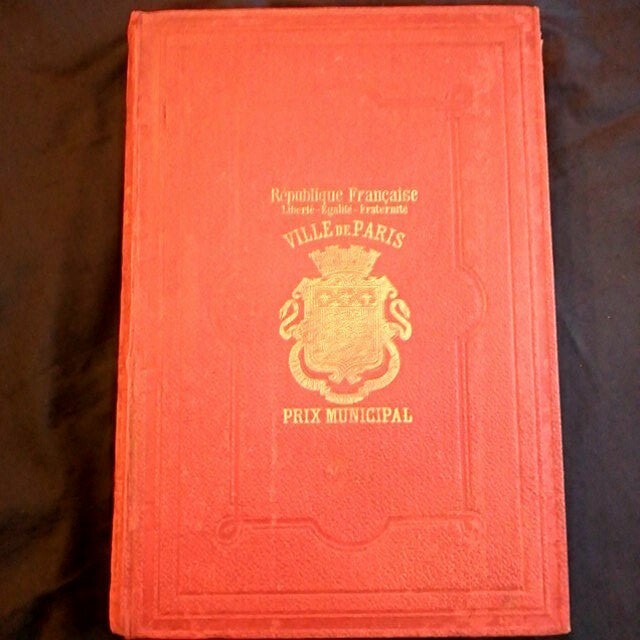 République Française
Liberté - Égalité - Fraternité
VILLE DE PARIS
PRIX MUNICIPAL